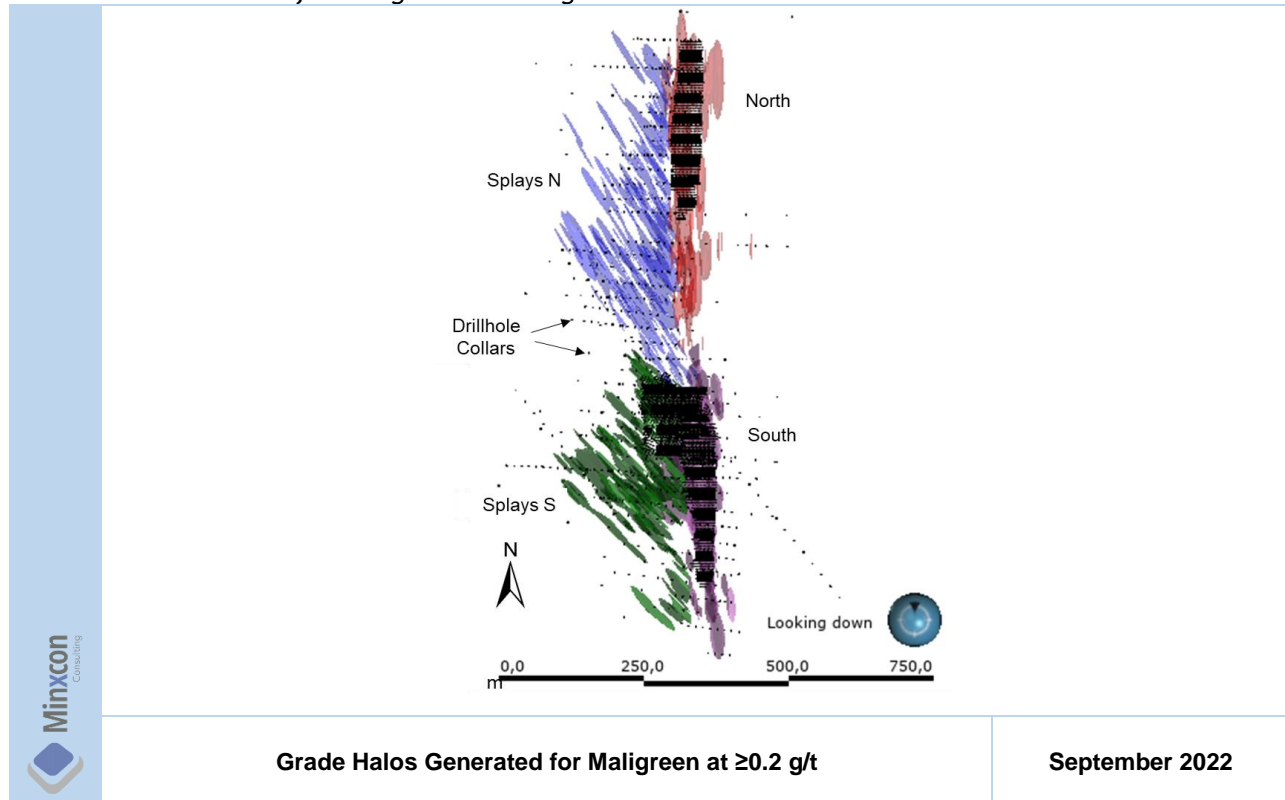 North
Splays N
Drillhole
Collars
South
Splays S
N
Looking down
0,0 250,0 500,0 750,0
m
Minxcon
Consulting
Grade Halos Generated for Maligreen at ≥0.2 g/t
September 2022